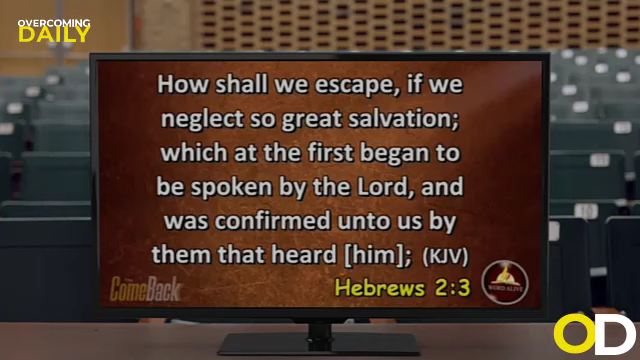 OVERCOMING
DAILY
How shall we escape, if we
neglect so great salvation;
which at the first began to
be spoken by the Lord, and
was confirmed unto us by
them that heard [him]; (KJV)
ComeBack
Hebrews 2:3
WORD ALIVE
OD